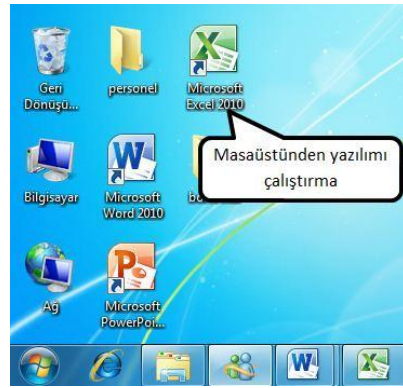 Geri
Dönüşü...
personel
Microsoft
Excel 2010
Masaüstünden yazılımı
çalıştırma
Bilgisayar
Microsoft
Word 2010
Ağ
Microsoft
PowerPoi...